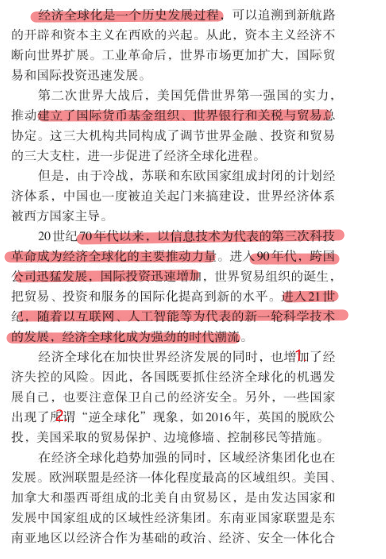 经济全球化是一个历史发展过程，可以追溯到新航路
的开辟和资本主义在西欧的兴起。从此，资本主义经济不
断向世界扩展。工业革命后，世界市场更加扩大，国际贸
易和国际投资迅速发展。
第二次世界大战后，美国凭借世界第一强国的实力，
推动建立了国际货币基金组织、世界银行和关税与贸易总
协定。这三大机构共同构成了调节世界金融、投资和贸易
的三大支柱，进一步促进了经济全球化进程。
但是，由于冷战，苏联和东欧国家组成封闭的计划经
济体系，中国也一度被迫关起门来搞建设，世界经济体系
被西方国家主导。
20世纪70年代以来，以信息技术为代表的第三次科技
革命成为经济全球化的主要推动力量。进入90年代，跨国
公司迅猛发展，国际投资迅速增加，世界贸易组织的诞生，
把贸易、投资和服务的国际化提高到新的水平。进入21世
纪，随着以互联网、人工智能等为代表的新一轮科学技术
的发展，经济全球化成为强劲的时代潮流。
经济全球化在加快世界经济发展的同时，也增1加了经
济失控的风险。因此，各国既要抓住经济全球化的机遇发
展自己，也要注意保卫自己的经济安全。另外，一些国家
出现了所2谓“逆全球化”现象，如2016年，英国的脱欧公
投，美国采取的贸易保护、边境修墙、控制移民等措施。
在经济全球化趋势加强的同时，区域经济集团化也在
发展。欧洲联盟是经济一体化程度最高的区域组织。美国、
加拿大和墨西哥组成的北美自由贸易区，是由发达国家和
发展中国家组成的区域性经济集团。东南亚国家联盟是东
南亚地区以经济合作为基础的政治、经济、安全一体化合